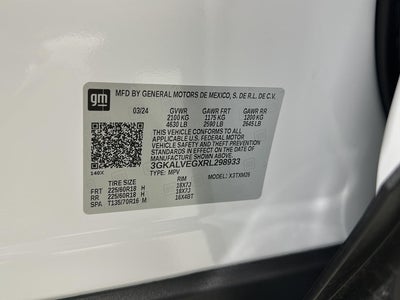 gm
MFD BY GENERAL MOTORS DE MEXICO, S. DE R.L. DE C.V.
03/24 GVWR GAWR FRT GAWR RR
2100 KG 1175 KG 1200 KG
4630 LB 2590 LB 2645 LB
THIS VEHICLE CONFORMS TO ALL
APPLICABLE U.S. FEDERAL MOTOR
VEHICLE SAFETY AND THEFT
PREVENTION STANDARDS IN
EFFECT ON THE DATE OF
MANUFACTURE SHOWN ABOVE.
3GKALVEGXRL298933
140X TYPE: MPV MODEL: X3TXM26
TIRE SIZE RIM
FRT 225/60R18 H 18X7J
RR 225/60R18 H 18X7J
SPA T135/70R16 M 16X4BT